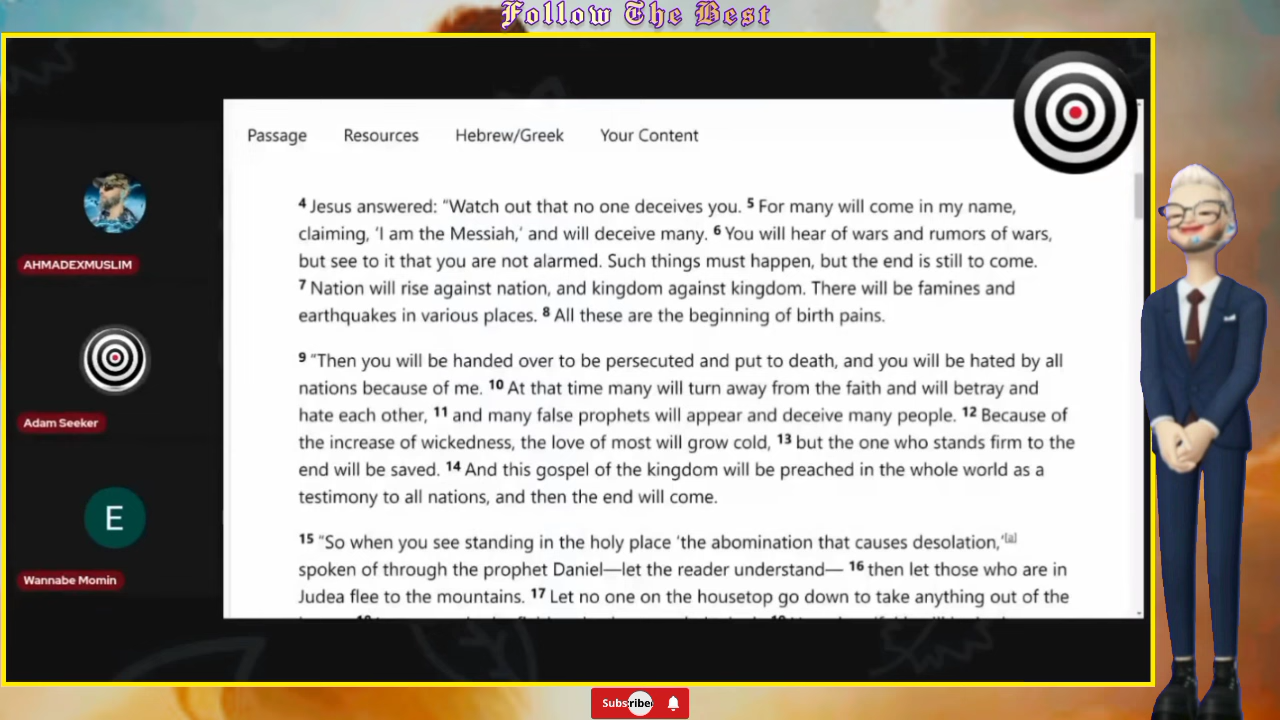 Follow The Best
Passage Resources Hebrew/Greek Your Content
4 Jesus answered: “Watch out that no one deceives you. 5 For many will come in my name,
claiming, ‘I am the Messiah,’ and will deceive many. 6 You will hear of wars and rumors of wars,
but see to it that you are not alarmed. Such things must happen, but the end is still to come.
7 Nation will rise against nation, and kingdom against kingdom. There will be famines and
earthquakes in various places. 8 All these are the beginning of birth pains.
9 “Then you will be handed over to be persecuted and put to death, and you will be hated by all
nations because of me. 10 At that time many will turn away from the faith and will betray and
hate each other, 11 and many false prophets will appear and deceive many people. 12 Because of
the increase of wickedness, the love of most will grow cold, 13 but the one who stands firm to the
end will be saved. 14 And this gospel of the kingdom will be preached in the whole world as a
testimony to all nations, and then the end will come.
15 “So when you see standing in the holy place ‘the abomination that causes desolation,’[a]
spoken of through the prophet Daniel—let the reader understand— 16 then let those who are in
Judea flee to the mountains. 17 Let no one on the housetop go down to take anything out of the
AHMADEXMUSLIM
Adam Seeker
E
Wannabe Momin
Subscribe